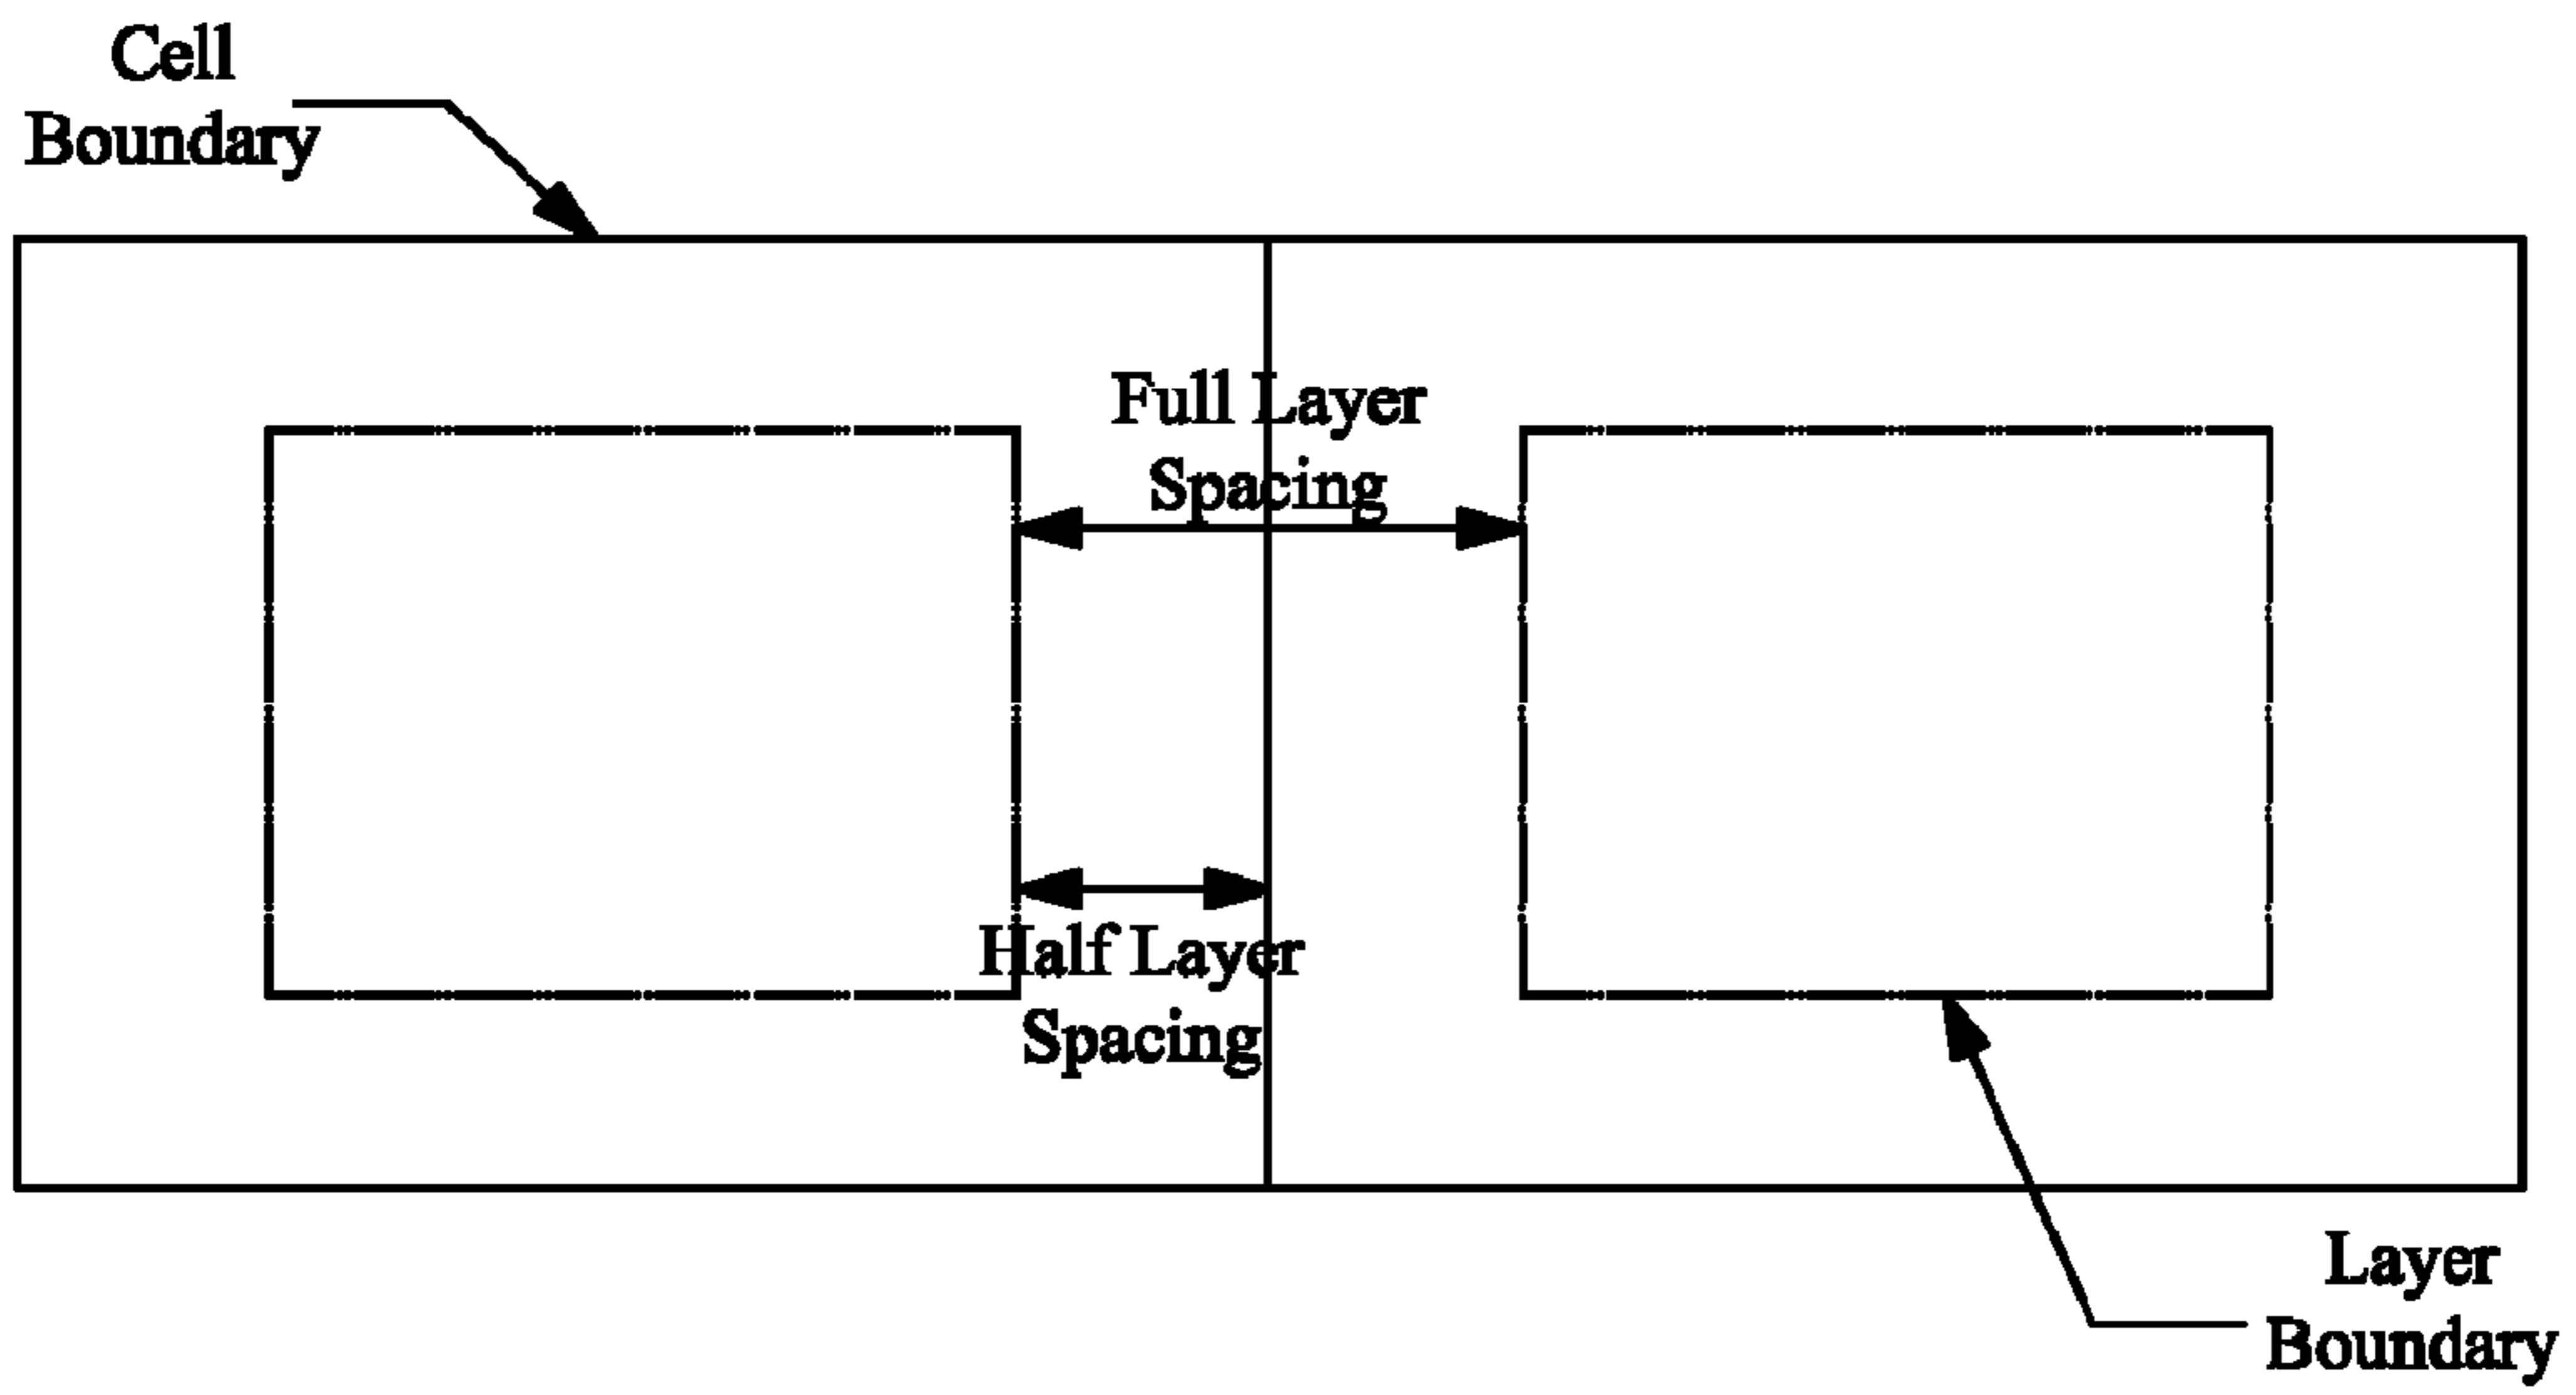 Cell
Boundary
Full Layer
Spacing
Half Layer
Spacing
Layer
Boundary